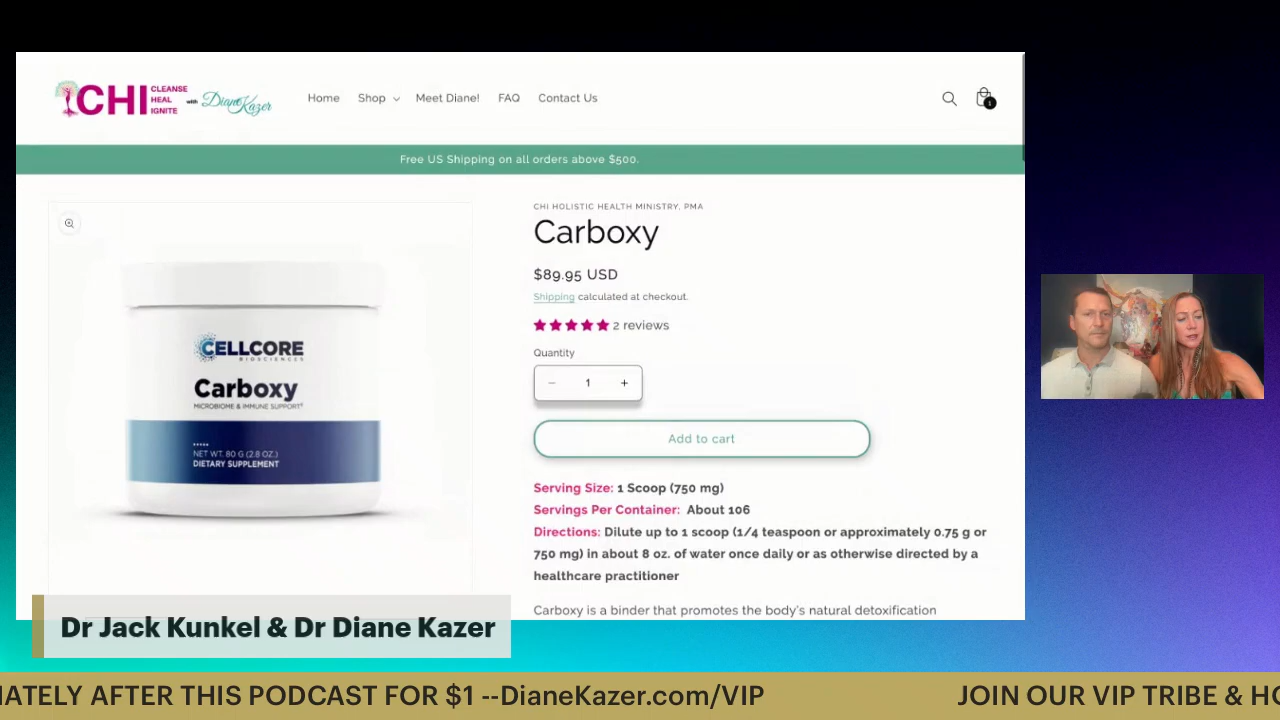 CHI CLEANSE HEAL IGNITE with Diane Kazer
Home Shop Meet Diane! FAQ Contact Us
1
Free US Shipping on all orders above $500.
CELLCORE
BIOSCIENCES
Carboxy
MICROBIOME & IMMUNE SUPPORT†
NET WT. 80 G (2.8 OZ.)
DIETARY SUPPLEMENT
CHI HOLISTIC HEALTH MINISTRY, PMA
Carboxy
$89.95 USD
Shipping calculated at checkout.
2 reviews
Quantity
− 1 +
Add to cart
Serving Size: 1 Scoop (750 mg)
Servings Per Container: About 106
Directions: Dilute up to 1 scoop (1/4 teaspoon or approximately 0.75 g or
750 mg) in about 8 oz. of water once daily or as otherwise directed by a
healthcare practitioner
Carboxy is a binder that promotes the body's natural detoxification
Dr Jack Kunkel & Dr Diane Kazer
IATELY AFTER THIS PODCAST FOR $1 --DianeKazer.com/VIP JOIN OUR VIP TRIBE & HO